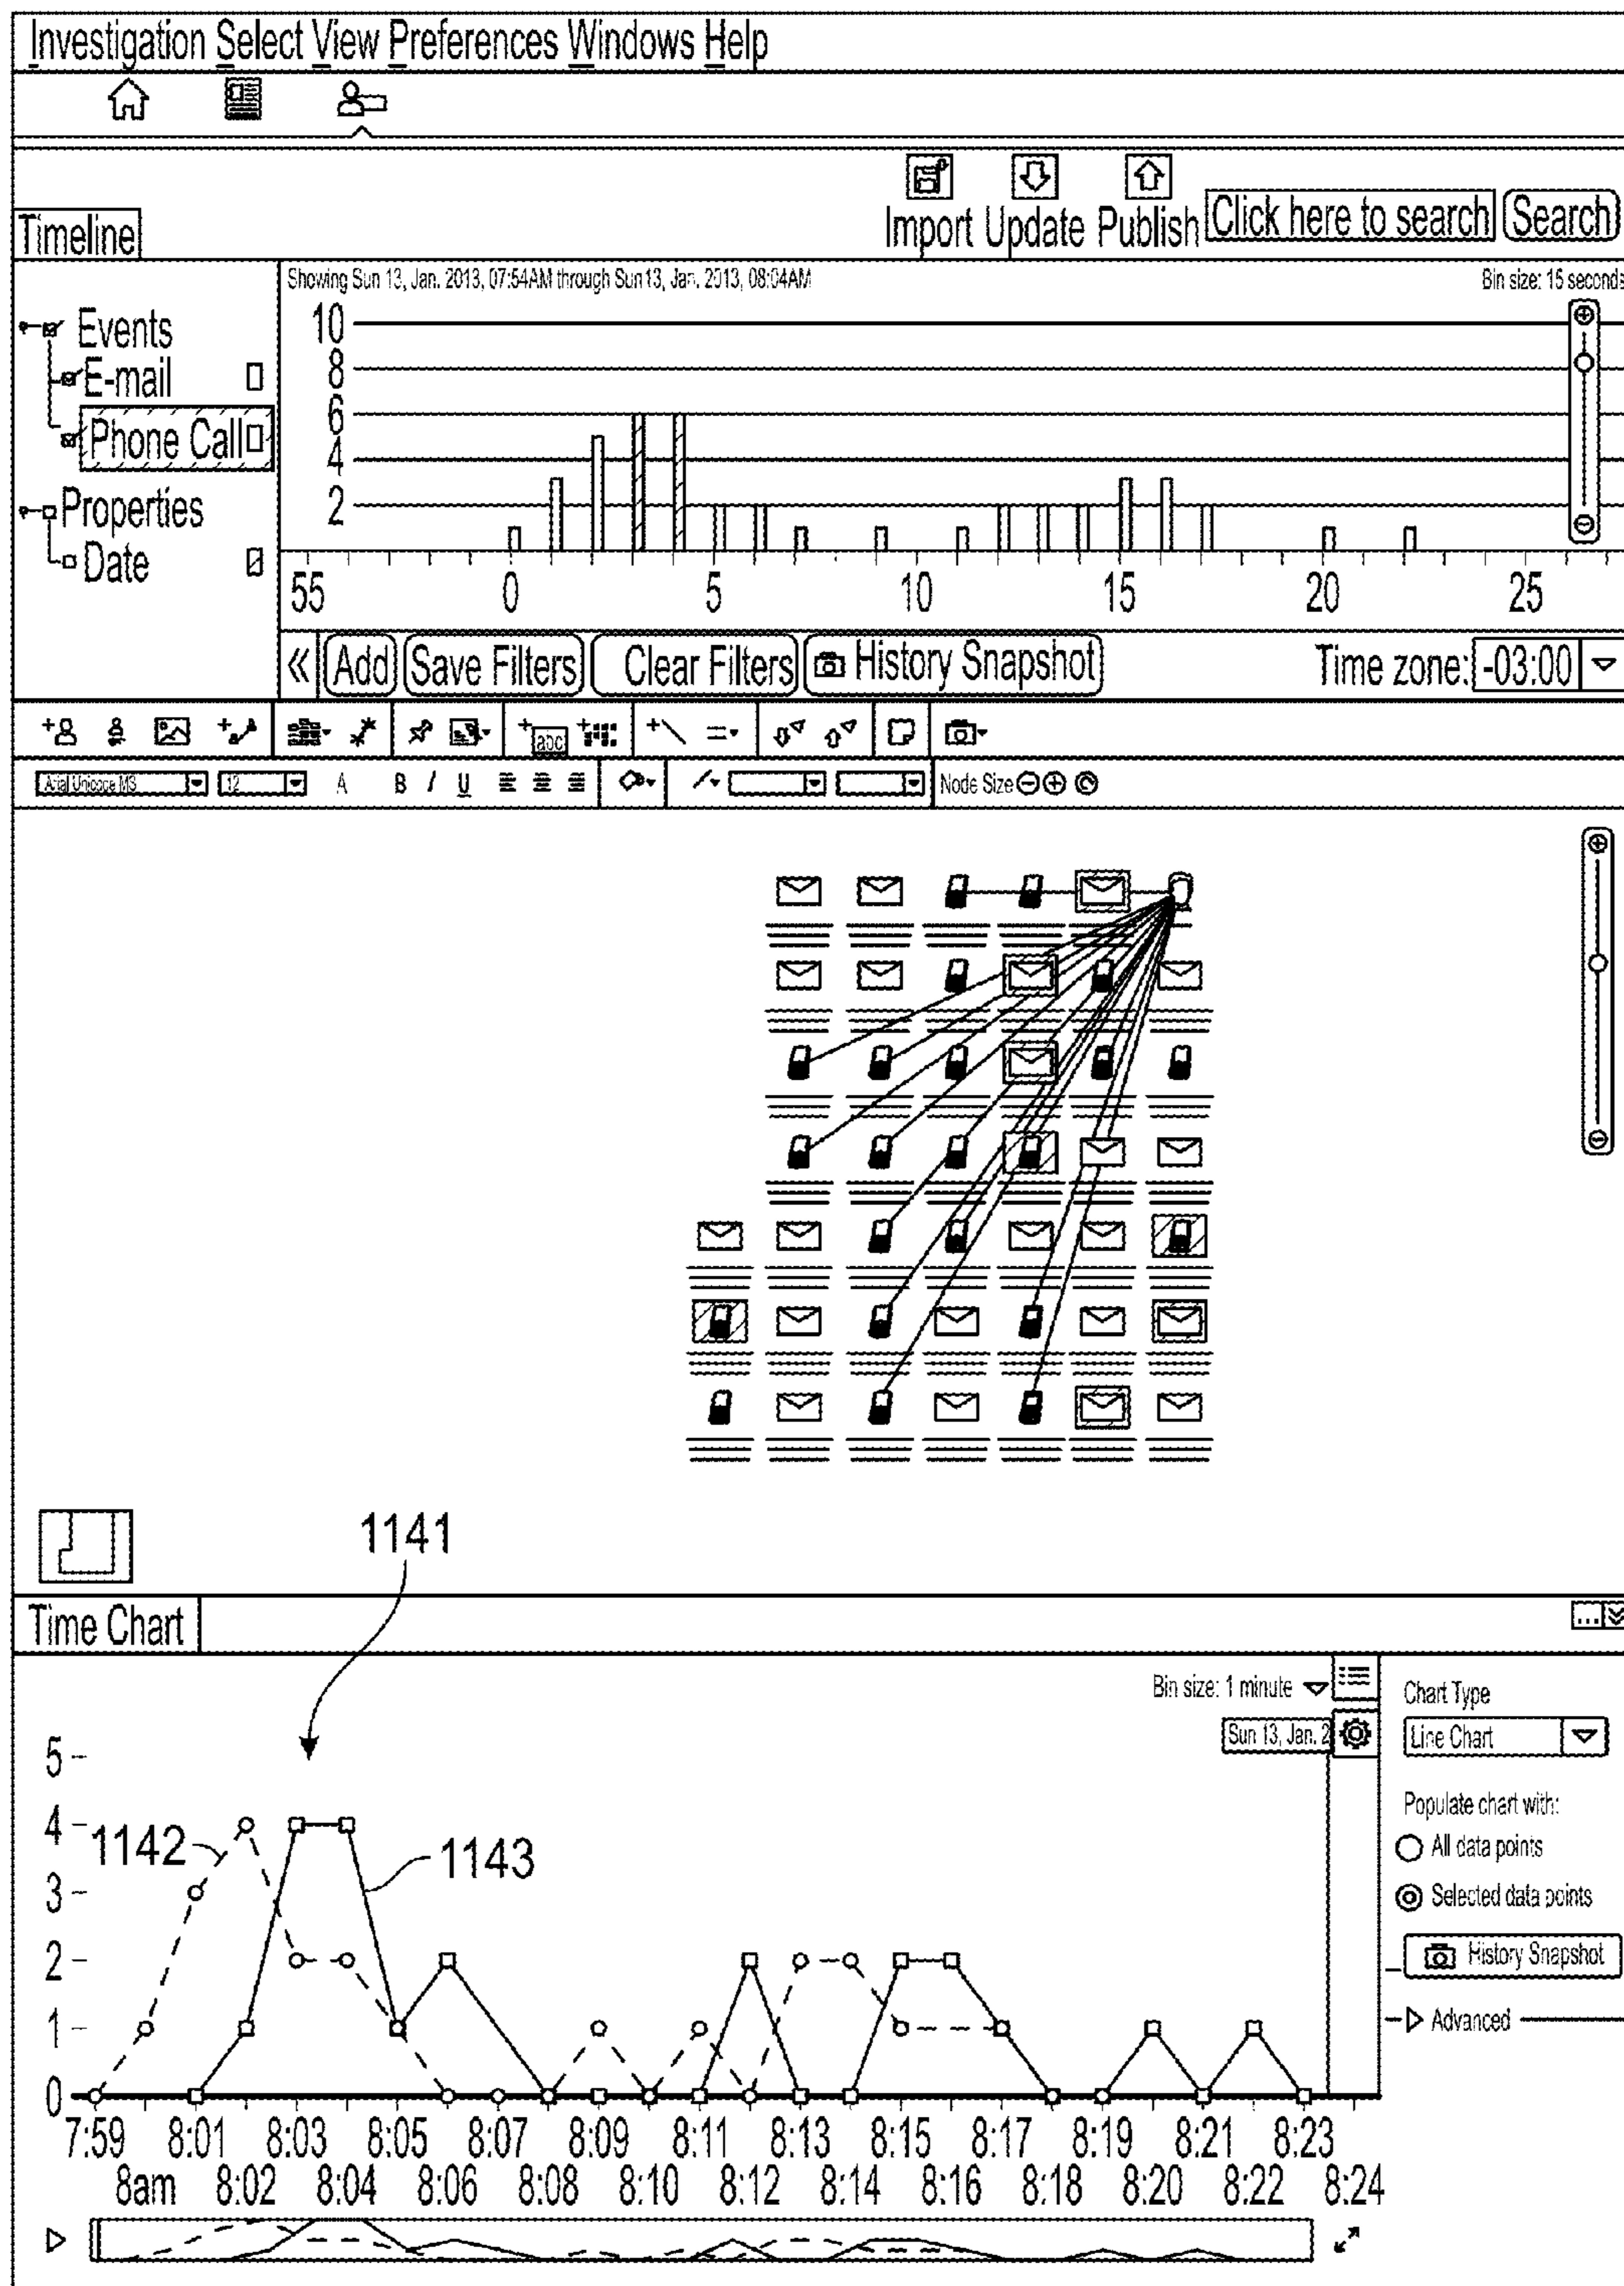 Investigation Select View Preferences Windows Help
Import Update Publish Click here to search Search
Timeline
Showing Sun 13, Jan. 2013, 07:54AM through Sun 13, Jan. 2013, 08:04AM
Bin size: 15 seconds
Events
E-mail
Phone Call
Properties
Date
10
8
6
4
2
55 0 5 10 15 20 25
« Add Save Filters Clear Filters History Snapshot Time zone: -03:00
abc
Arial Unicode MS 12 A B I U Node Size
1141
Time Chart
...
Bin size: 1 minute
Sun 13, Jan. 2
Chart Type
Line Chart
Populate chart with:
All data points
Selected data points
History Snapshot
Advanced
5
4
3
2
1
0
1142
1143
7:59 8:01 8:03 8:05 8:07 8:09 8:11 8:13 8:15 8:17 8:19 8:21 8:23
8am 8:02 8:04 8:06 8:08 8:10 8:12 8:14 8:16 8:18 8:20 8:22 8:24